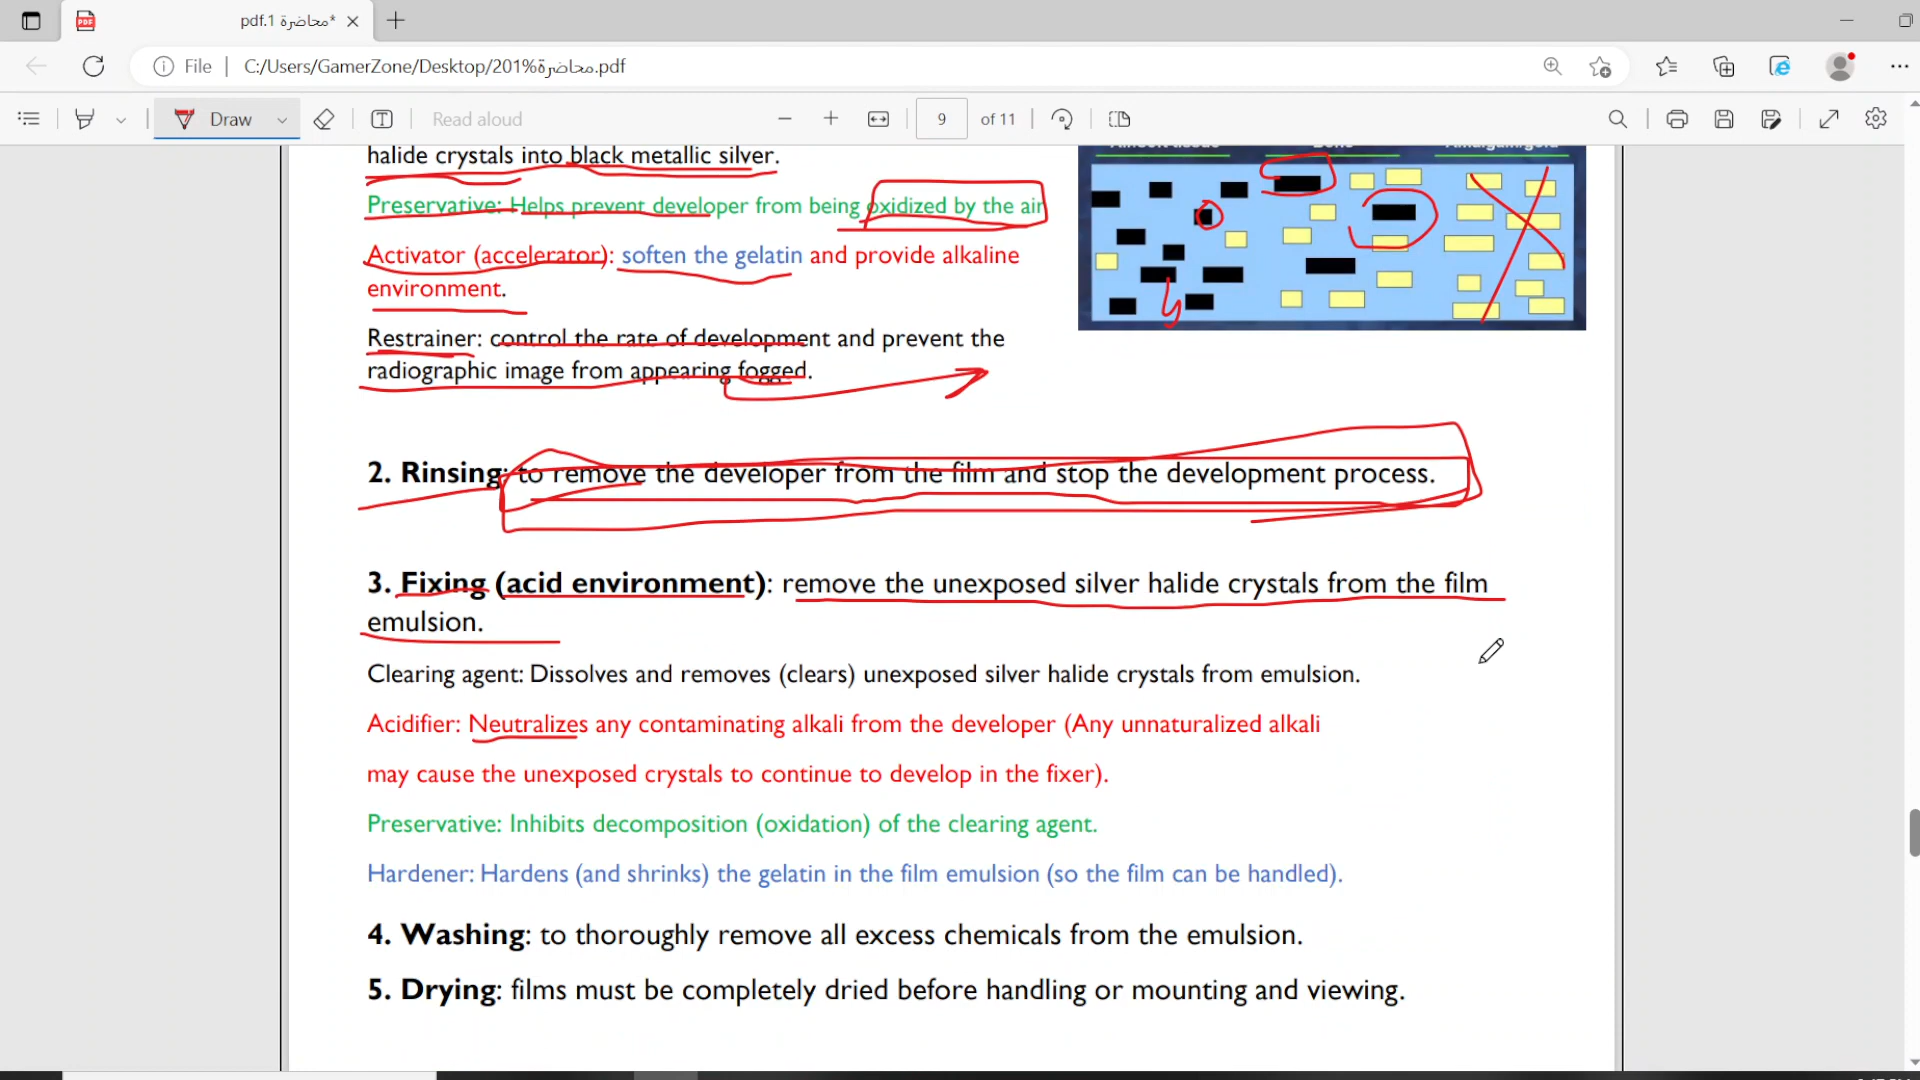 محاضرة 1.pdf*
File
C:/Users/GamerZone/Desktop/201%محاضرة.pdf
Draw
Read aloud
9
of 11
halide crystals into black metallic silver.
Preservative: Helps prevent developer from being oxidized by the air
Activator (accelerator): soften the gelatin and provide alkaline
environment.
Restrainer: control the rate of development and prevent the
radiographic image from appearing fogged.
2. Rinsing: to remove the developer from the film and stop the development process.
3. Fixing (acid environment): remove the unexposed silver halide crystals from the film
emulsion.
Clearing agent: Dissolves and removes (clears) unexposed silver halide crystals from emulsion.
Acidifier: Neutralizes any contaminating alkali from the developer (Any unnaturalized alkali
may cause the unexposed crystals to continue to develop in the fixer).
Preservative: Inhibits decomposition (oxidation) of the clearing agent.
Hardener: Hardens (and shrinks) the gelatin in the film emulsion (so the film can be handled).
4. Washing: to thoroughly remove all excess chemicals from the emulsion.
5. Drying: films must be completely dried before handling or mounting and viewing.